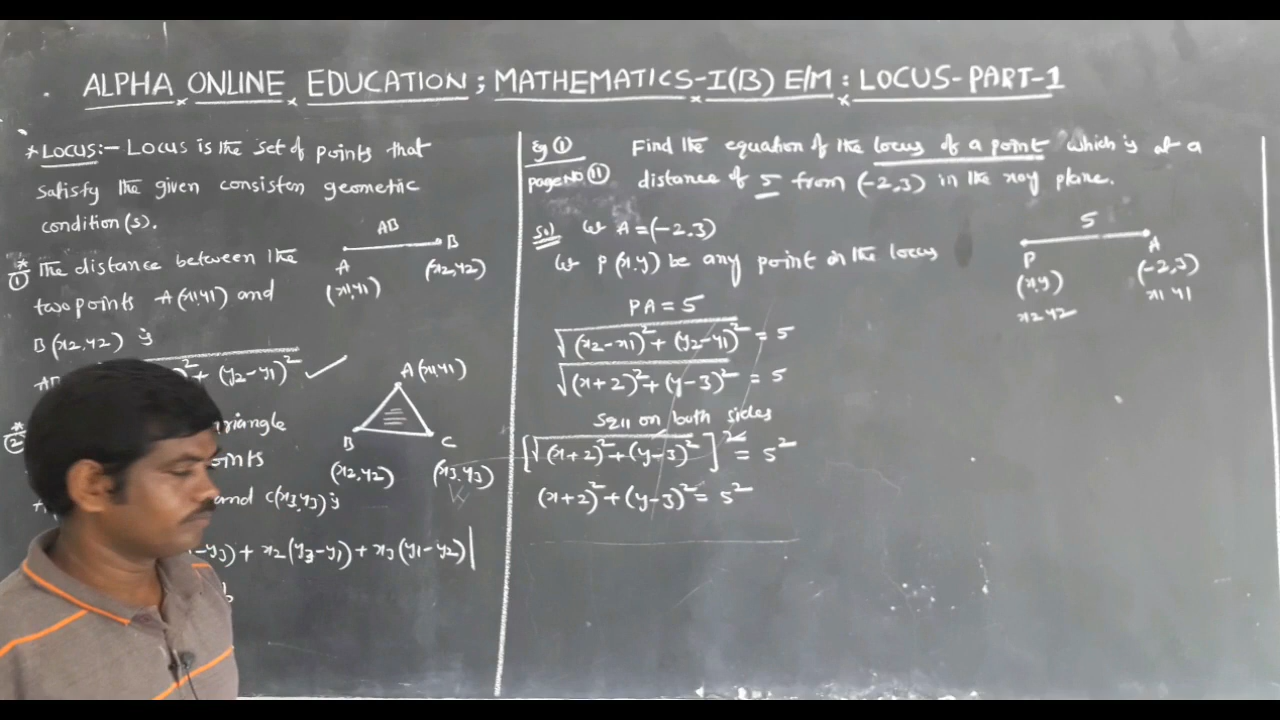 ALPHA ONLINE EDUCATION ; MATHEMATICS-I(B) E/M : LOCUS-PART-1
* LOCUS:- LOCUS is the set of points that
satisfy the given consisten geometric
condition(s).
AB
A B
(x1,y1) (x2,y2)
* ① The distance between the
two points A(x1,y1) and
B(x2,y2) is
)² + (y2-y1)² ✓
* ②
A(x1,y1)
B C
(x2,y2) (x3,y3)
and C(x3,y3) is
-y3) + x2(y3-y1) + x3(y1-y2)|
Eg ① Find the equation of the locus of a point which is at a
page No ⑪ distance of 5 from (-2,3) in the xoy plane.
Sol) let A = (-2,3)
let P(x,y) be any point on the locus
PA = 5
√(x2-x1)² + (y2-y1)² = 5
√(x+2)² + (y-3)² = 5
on both sides
[√(x+2)² + (y-3)²]² = 5²
(x+2)² + (y-3)² = 5²
5
P A
(x,y) (-2,3)
x2 y2 x1 y1